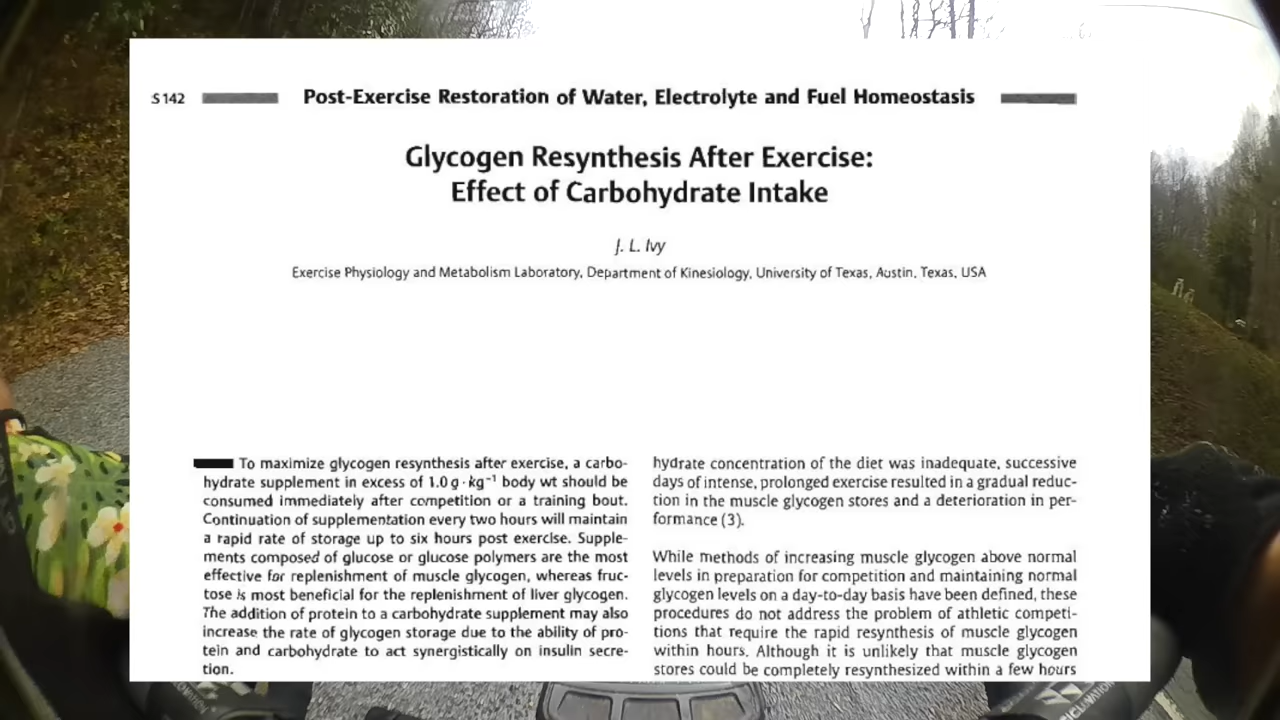 S142
Post-Exercise Restoration of Water, Electrolyte and Fuel Homeostasis
Glycogen Resynthesis After Exercise:
Effect of Carbohydrate Intake
J. L. Ivy
Exercise Physiology and Metabolism Laboratory, Department of Kinesiology, University of Texas, Austin, Texas, USA
To maximize glycogen resynthesis after exercise, a carbo-
hydrate supplement in excess of 1.0 g · kg⁻¹ body wt should be
consumed immediately after competition or a training bout.
Continuation of supplementation every two hours will maintain
a rapid rate of storage up to six hours post exercise. Supple-
ments composed of glucose or glucose polymers are the most
effective for replenishment of muscle glycogen, whereas fruc-
tose is most beneficial for the replenishment of liver glycogen.
The addition of protein to a carbohydrate supplement may also
increase the rate of glycogen storage due to the ability of pro-
tein and carbohydrate to act synergistically on insulin secre-
tion.
hydrate concentration of the diet was inadequate, successive
days of intense, prolonged exercise resulted in a gradual reduc-
tion in the muscle glycogen stores and a deterioration in per-
formance (3).
While methods of increasing muscle glycogen above normal
levels in preparation for competition and maintaining normal
glycogen levels on a day-to-day basis have been defined, these
procedures do not address the problem of athletic competi-
tions that require the rapid resynthesis of muscle glycogen
within hours. Although it is unlikely that muscle glycogen
stores could be completely resynthesized within a few hours